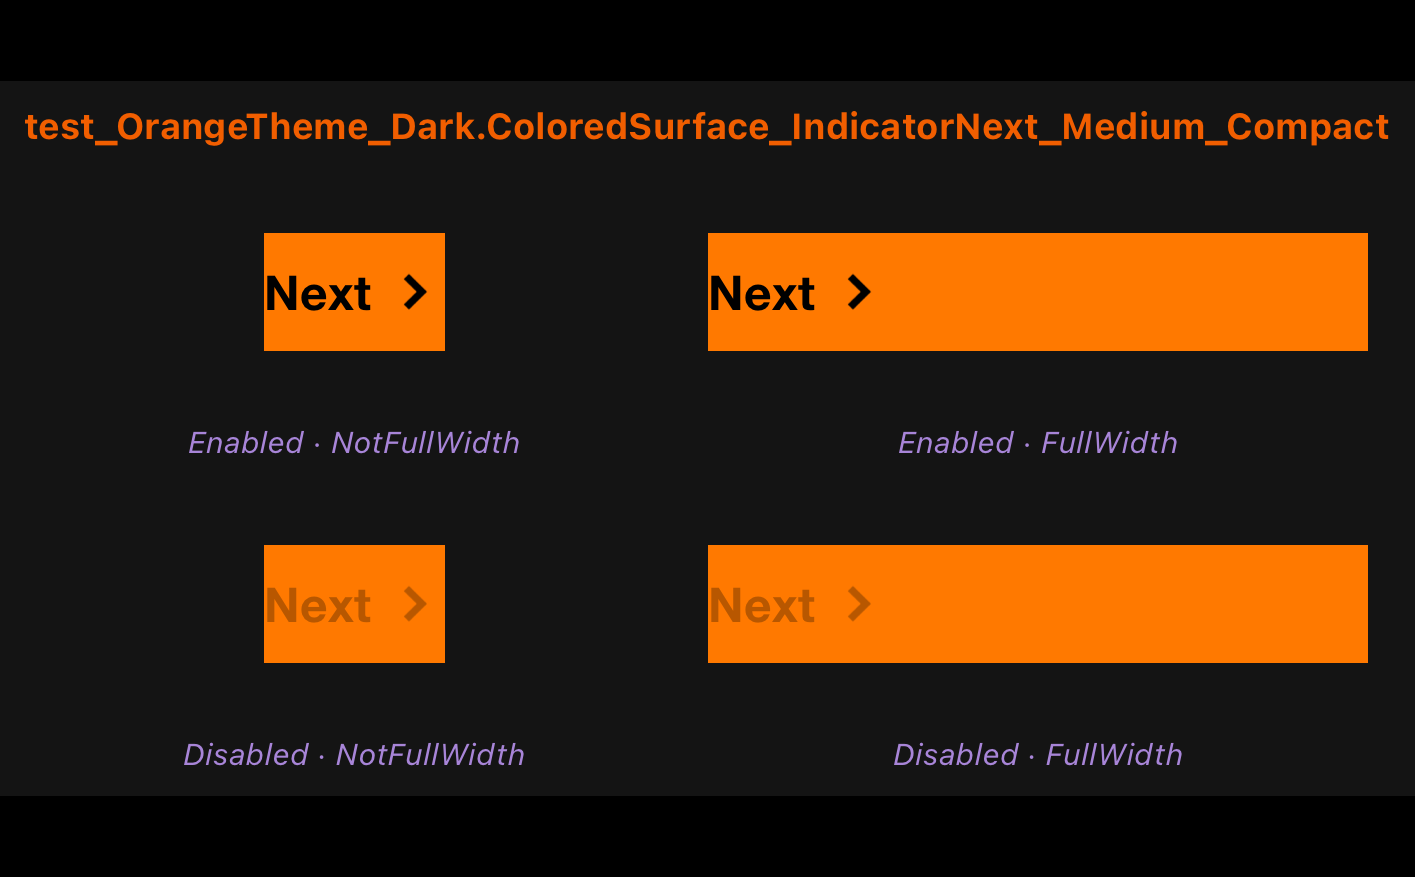 test_OrangeTheme_Dark.ColoredSurface_IndicatorNext_Medium_Compact
Next
Next
Enabled · NotFullWidth
Enabled · FullWidth
Next
Next
Disabled · NotFullWidth
Disabled · FullWidth